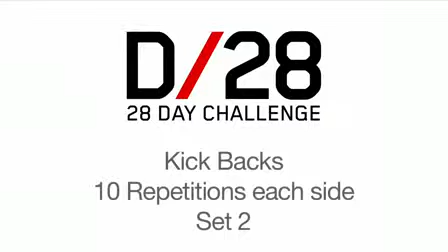 D/28
28 DAY CHALLENGE
Kick Backs
10 Repetitions each side
Set 2